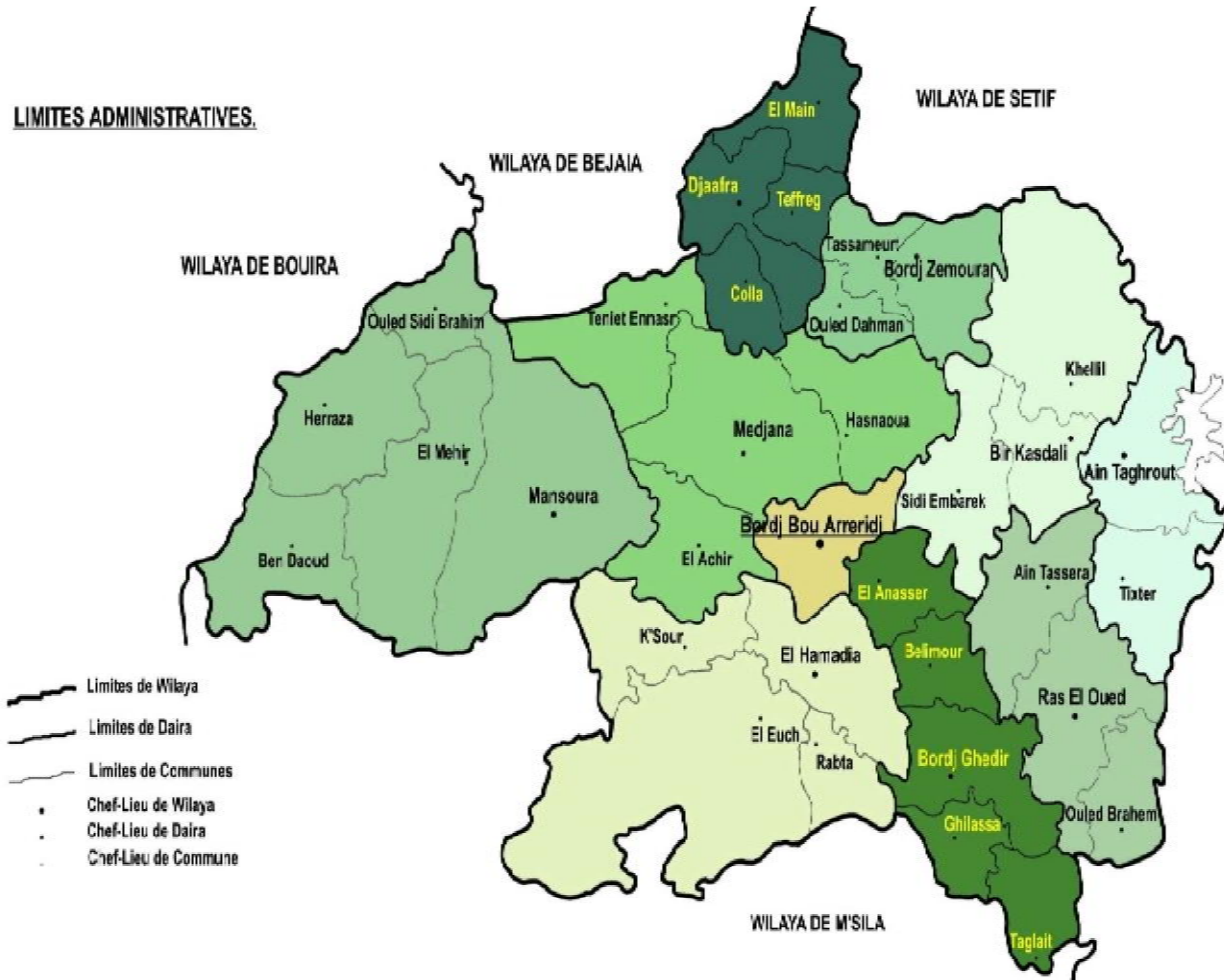 LIMITES ADMINISTRATIVES.
WILAYA DE SETIF
WILAYA DE BEJAIA
WILAYA DE BOUIRA
El Main
Djaafra
Teffreg
Colla
Tassameurt
Bordj Zemoura
Ouled Dahman
Teniet Ennasr
Ouled Sidi Brahim
Khellil
Herraza
Medjana
Hasnaoua
El Mehir
Bir Kasdali
Ain Taghrout
Mansoura
Sidi Embarek
Bordj Bou Arreridj
Ben Daoud
El Achir
El Anasser
Ain Tassera
Tixter
K'Sour
El Hamadia
Belimour
Ras El Oued
El Euch
Rabta
Bordj Ghedir
Ghilassa
Ouled Brahem
Taglait
WILAYA DE M'SILA
Limites de Wilaya
Limites de Daira
Limites de Communes
Chef-Lieu de Wilaya
Chef-Lieu de Daira
Chef-Lieu de Commune